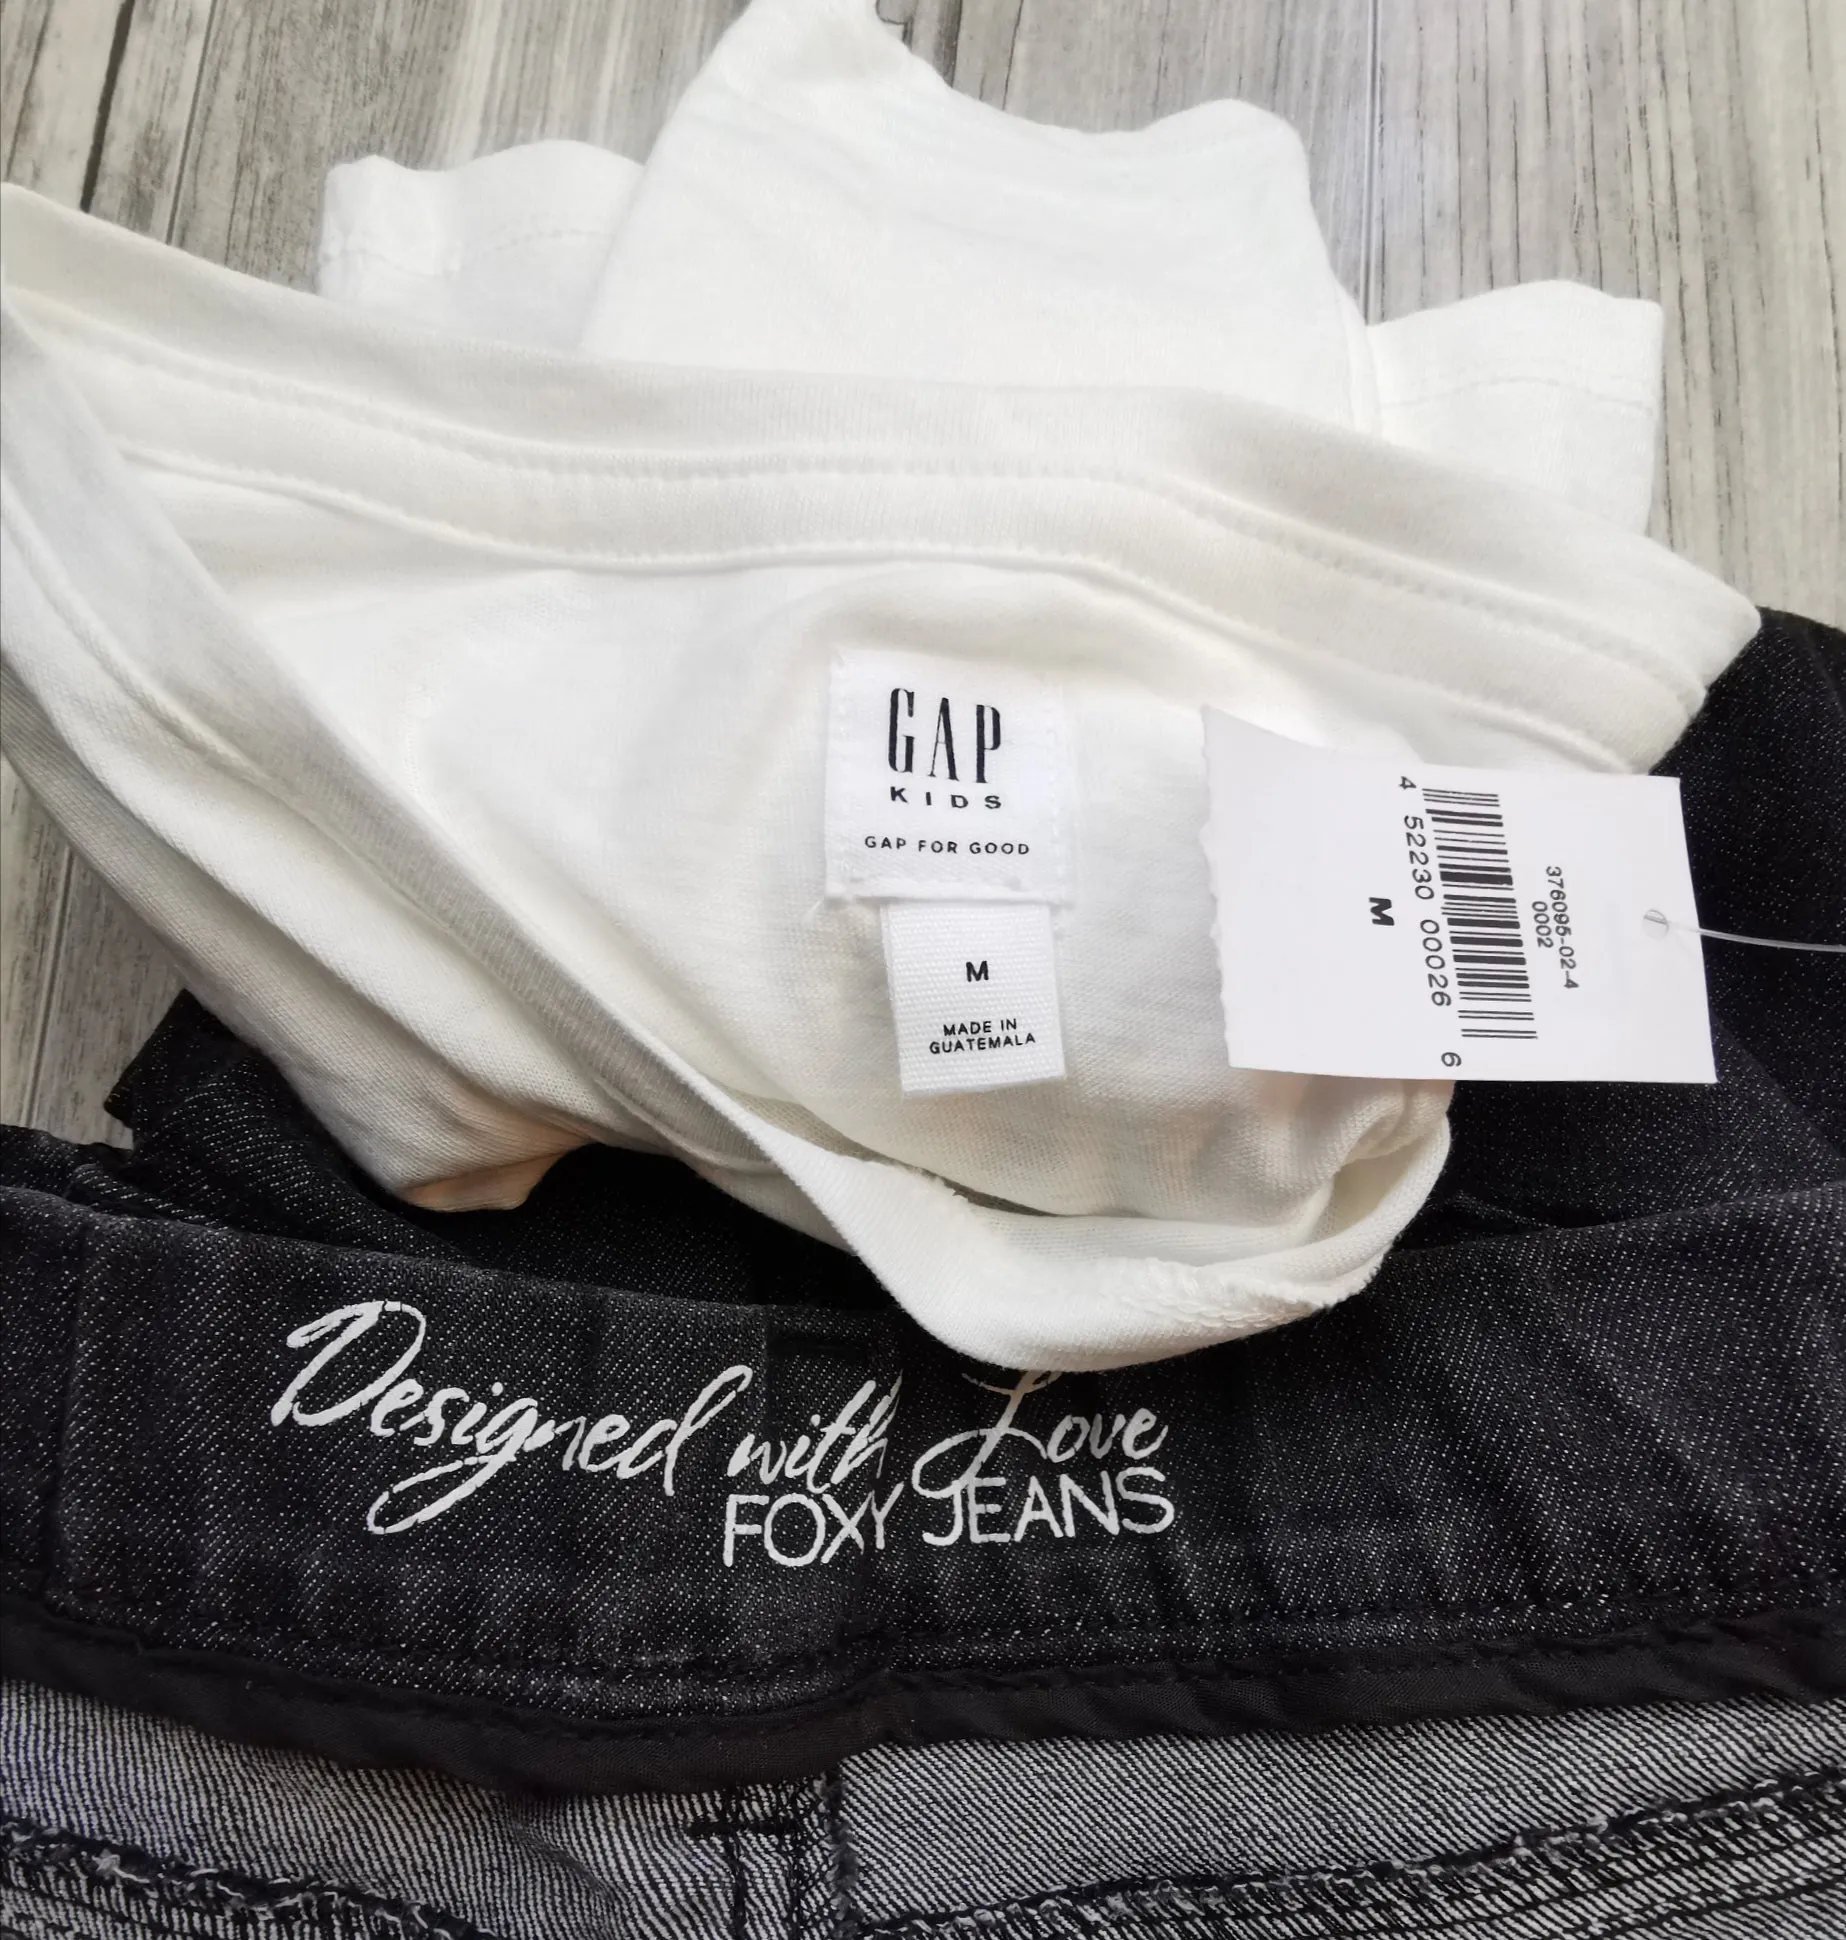 GAP
KIDS
GAP FOR GOOD
M
MADE IN
GUATEMALA
376095-02-4
0002
4 52230 00026 6
M
Designed with Love
FOXY JEANS